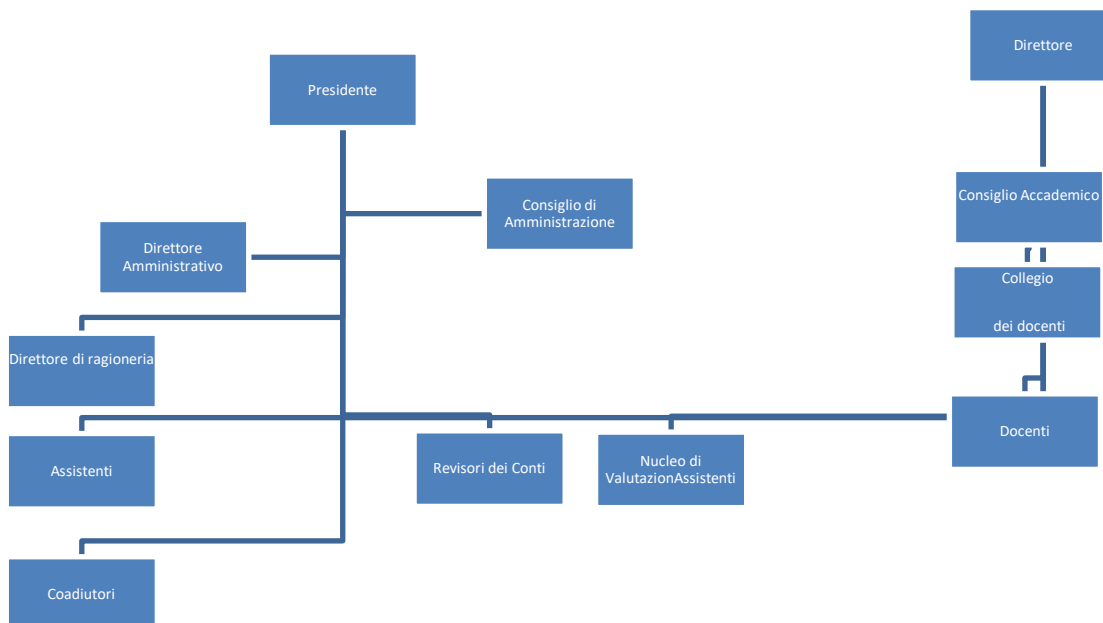 Direttore
Presidente
Consiglio Accademico
Consiglio di
Amministrazione
Direttore
Amministrativo
Collegio
dei docenti
Direttore di ragioneria
Docenti
Assistenti
Revisori dei Conti
Nucleo di
ValutazionAssistenti
Coadiutori